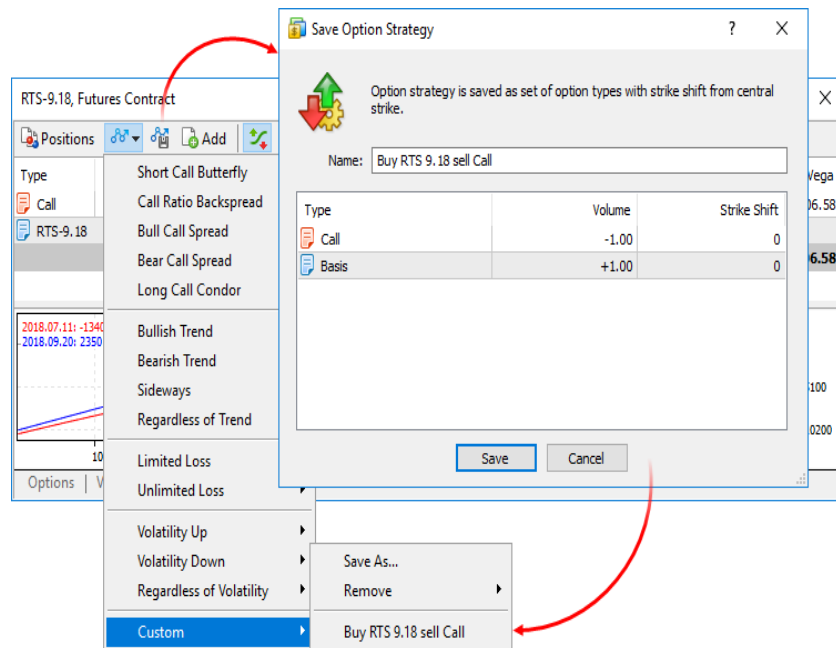 Save Option Strategy
Option strategy is saved as set of option types with strike shift from central
strike.
Name: Buy RTS 9.18 sell Call
Type Volume Strike Shift
Call -1.00 0
Basis +1.00 0
Save Cancel
RTS-9.18, Futures Contract
Positions Add
Type Vega
Call 06.58
RTS-9.18
06.58
2018.07.11: -1340
2018.09.20: 2350
10
Options
Short Call Butterfly
Call Ratio Backspread
Bull Call Spread
Bear Call Spread
Long Call Condor
Bullish Trend
Bearish Trend
Sideways
Regardless of Trend
Limited Loss
Unlimited Loss
Volatility Up
Volatility Down
Regardless of Volatility
Custom
Save As...
Remove
Buy RTS 9.18 sell Call